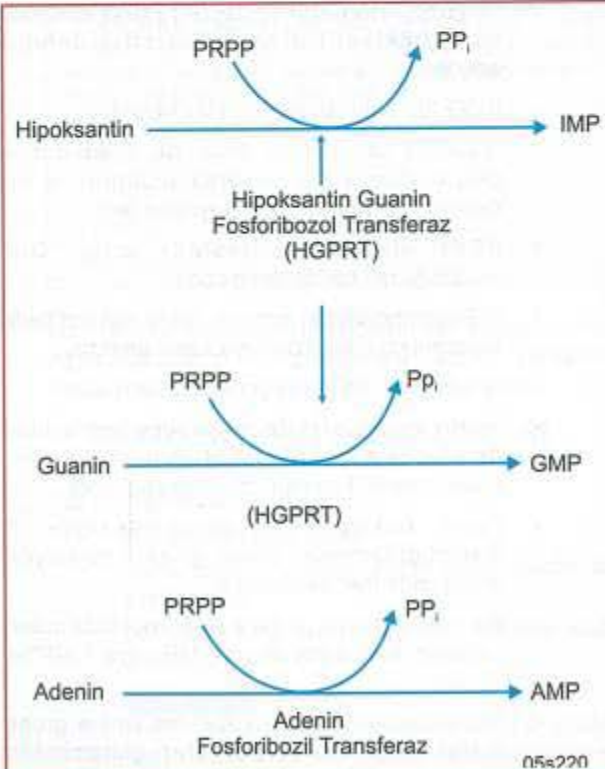 PRPP PPᵢ
Hipoksantin IMP
Hipoksantin Guanin
Fosforibozol Transferaz
(HGPRT)
PRPP Ppᵢ
Guanin GMP
(HGPRT)
PRPP PPᵢ
Adenin AMP
Adenin
Fosforibozil Transferaz
05s220